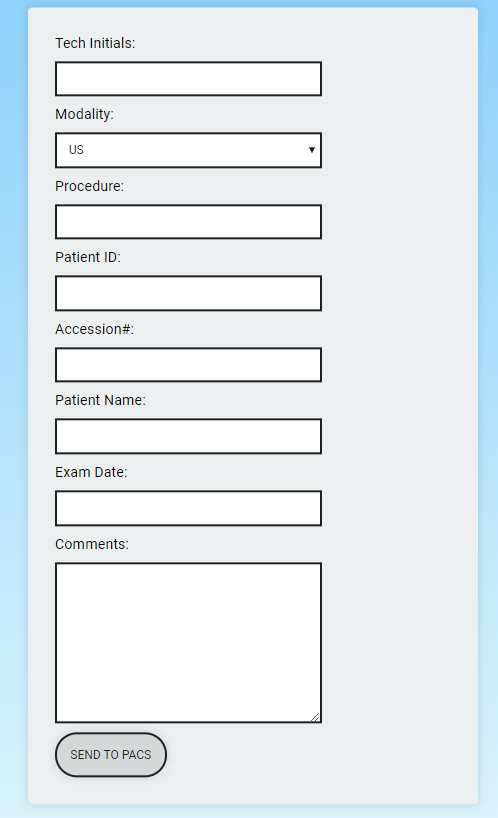 Tech Initials:
Modality:
US
Procedure:
Patient ID:
Accession#:
Patient Name:
Exam Date:
Comments:
SEND TO PACS